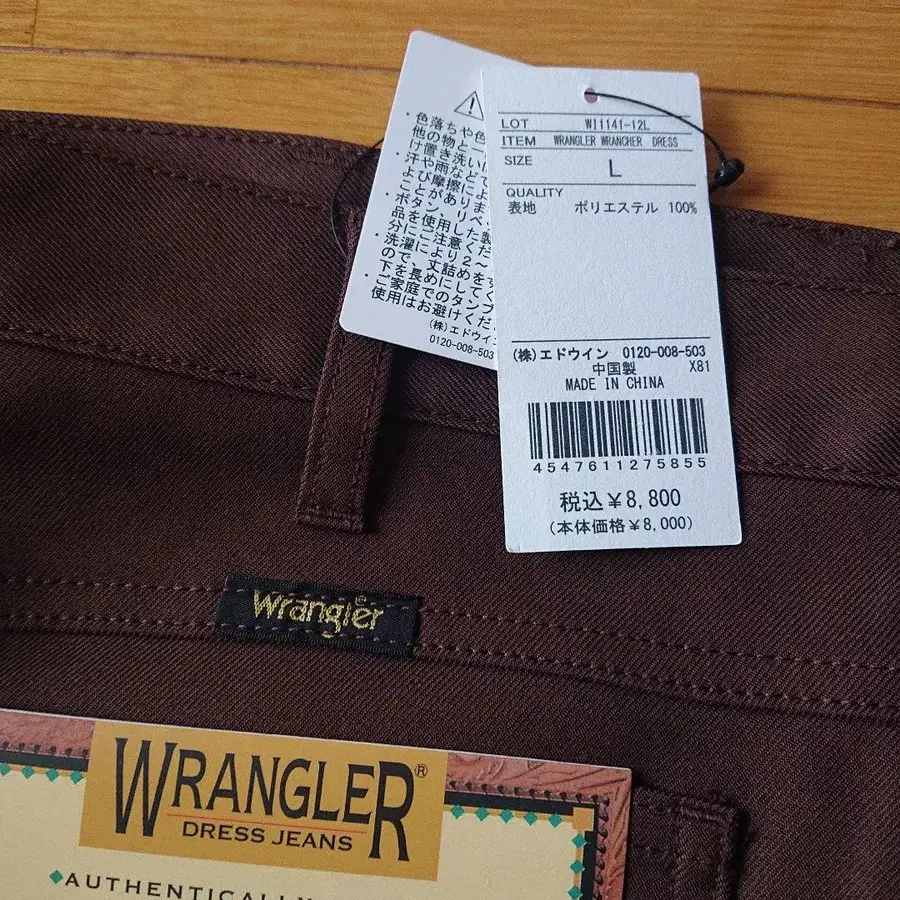 ・色落ちや色
他の物と一
け置き洗い
・汗や雨などで
よび摩擦によ
ことがありま
・ボタン、リベ
品を使用した製
分にご注意くだ
・洗濯により2〜
ので、丈詰めをす
下を長めにしてく
・ご家庭でのタンブ
使用はお避けくだ
(株)エドウイン
0120-008-503
LOT WI1141-12L
ITEM WRANGLER WRANCHER DRESS
SIZE L
QUALITY
表地 ポリエステル 100%
(株)エドウイン 0120-008-503
中国製 X81
MADE IN CHINA
4547611275855
税込¥8,800
(本体価格¥8,000)
Wrangler®
WRANGLER®
DRESS JEANS
◆AUTHENTICALLY